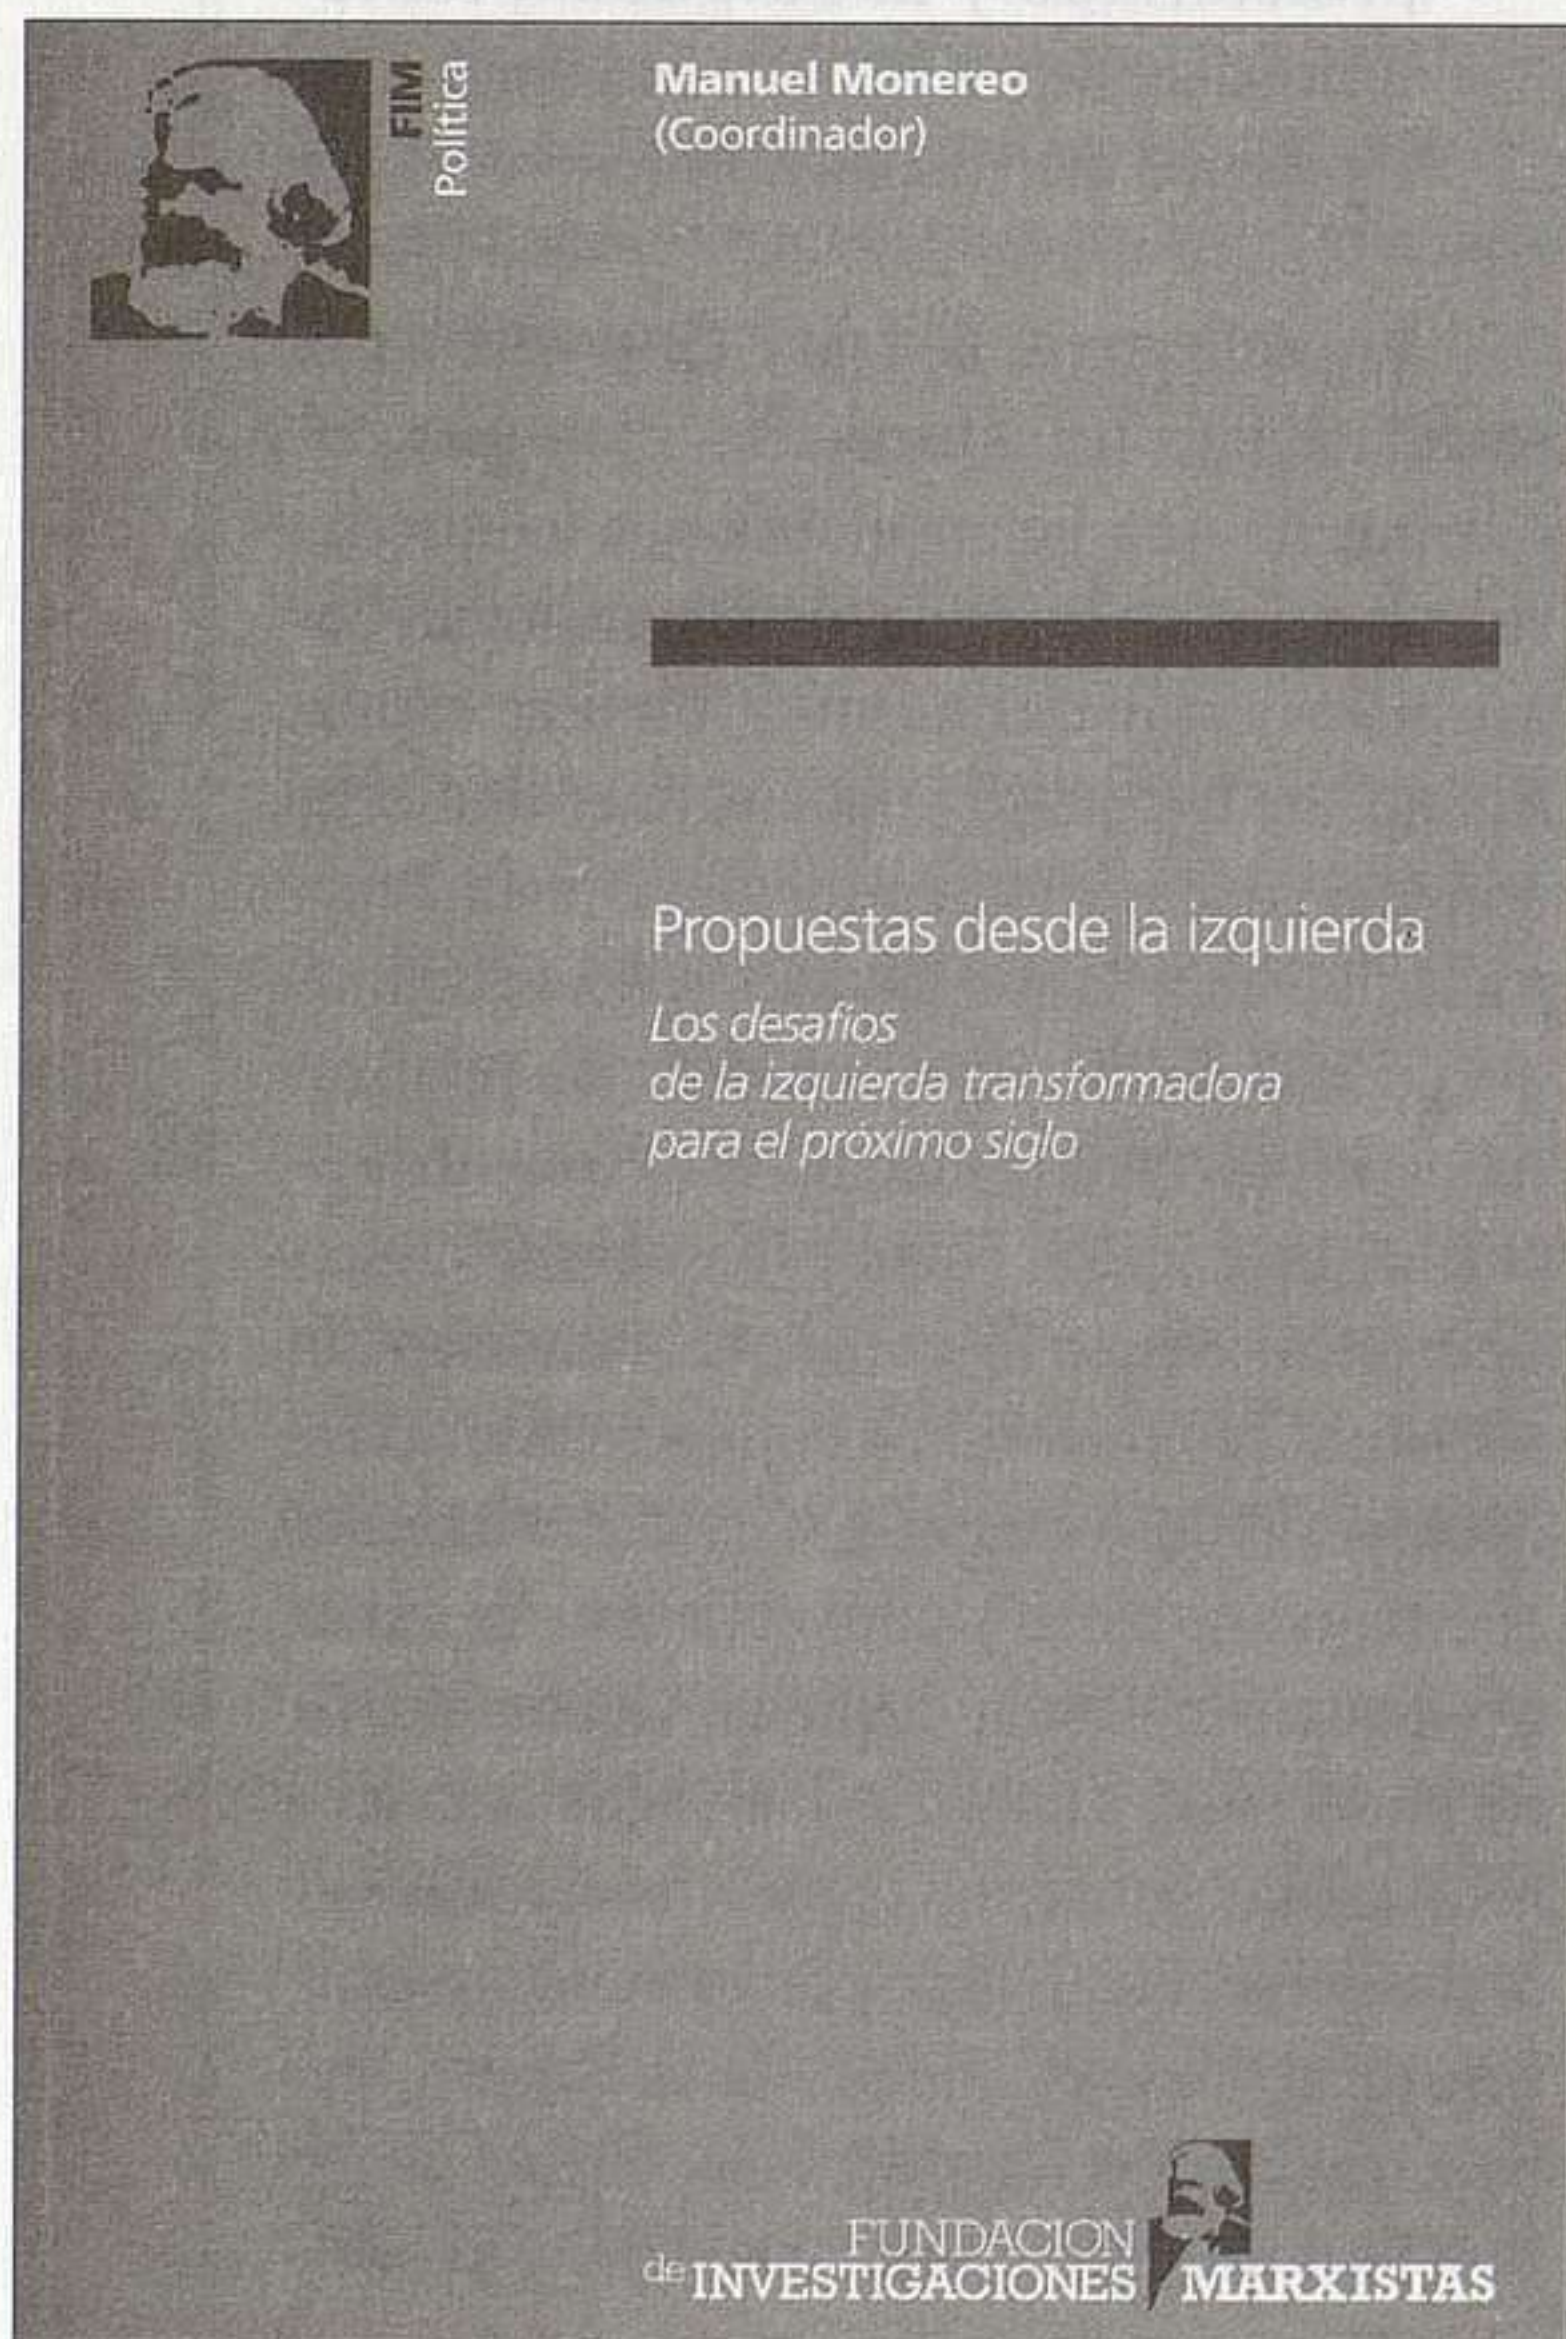 FIM
Política
Manuel Monereo
(Coordinador)
Propuestas desde la izquierda
Los desafíos
de la izquierda transformadora
para el próximo siglo
FUNDACION
de INVESTIGACIONES MARXISTAS